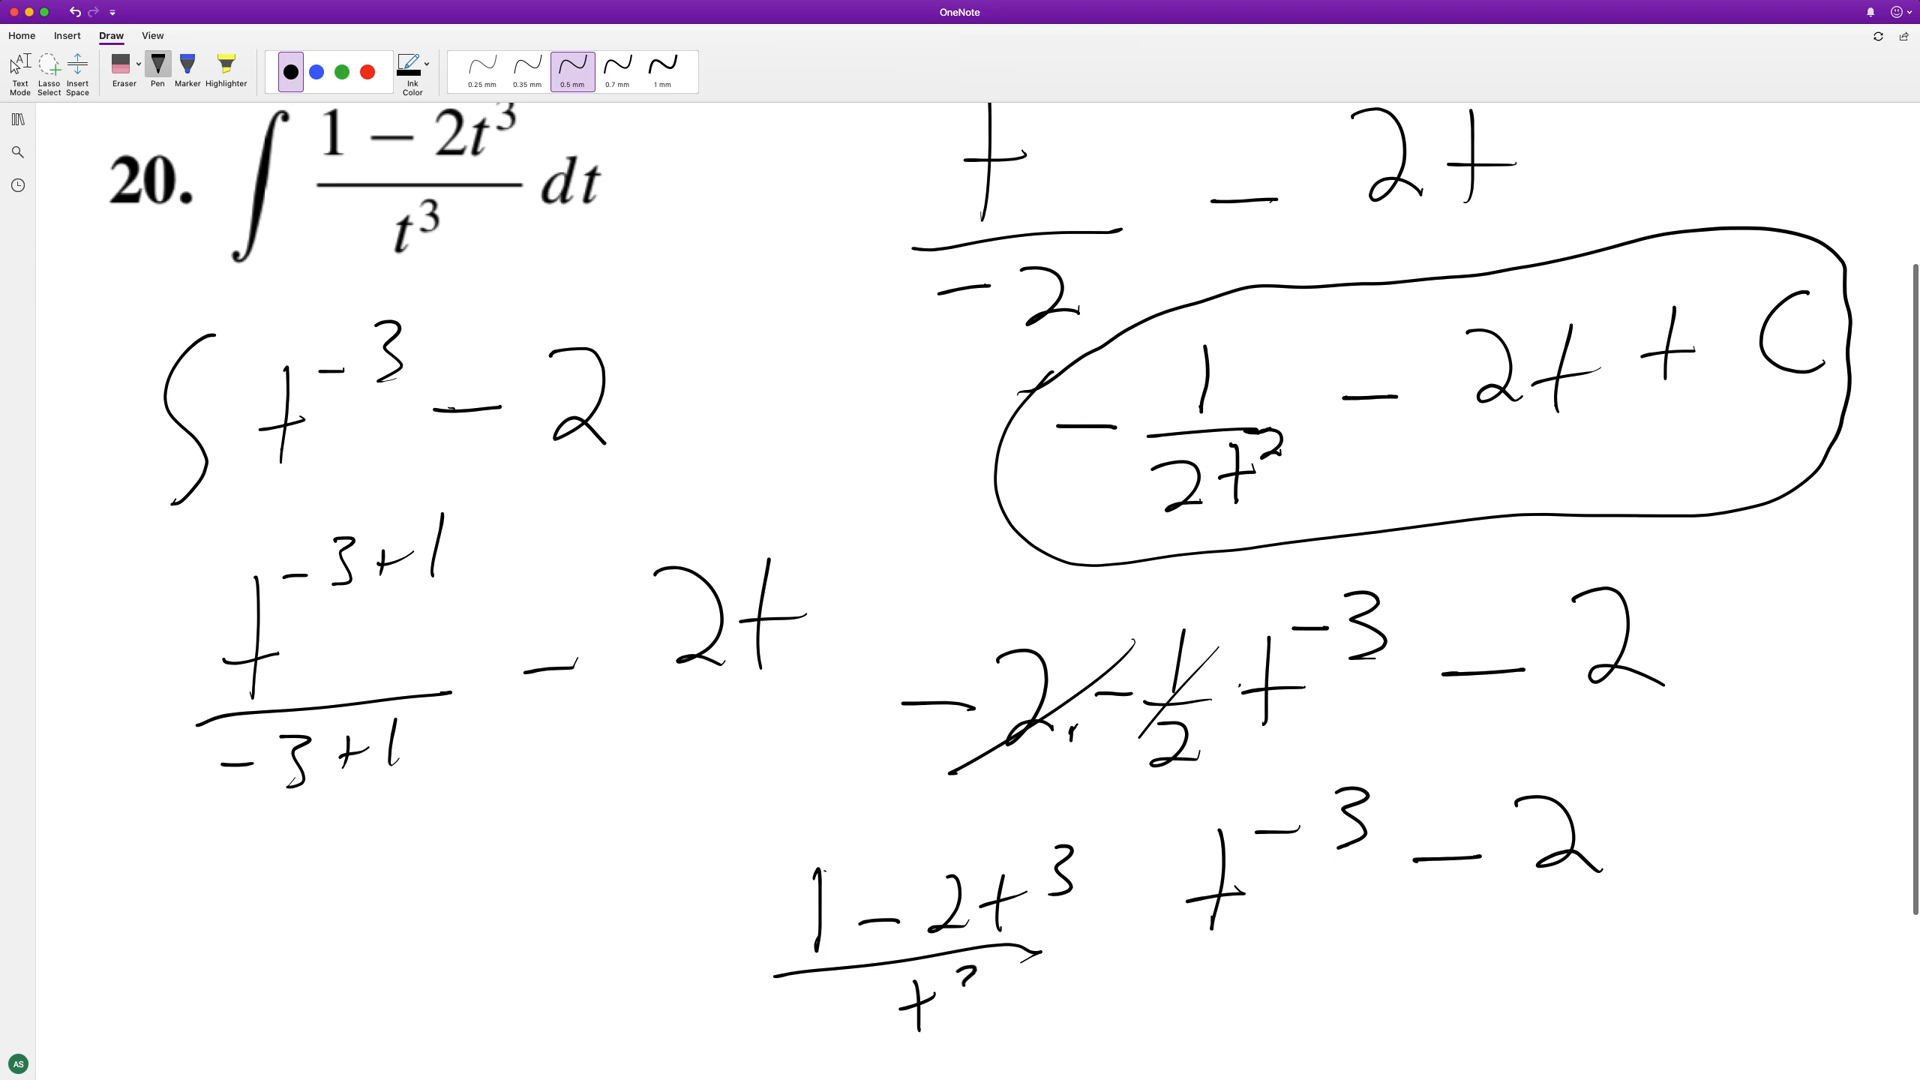 OneNote
Home Insert Draw View
Text Mode
Lasso Select
Insert Space
Eraser
Pen
Marker
Highlighter
Ink Color
0.25 mm
0.35 mm
0.5 mm
0.7 mm
1 mm
20. ∫ (1 − 2t³)/t³ dt
∫ t⁻³ − 2
t⁻³⁺¹/(−3+1) − 2t
t/(−2) − 2t
−1/(2t²) − 2t + C
−2 · −1/2 t⁻³ − 2
t⁻³ − 2
(1 − 2t³)/t³
AS